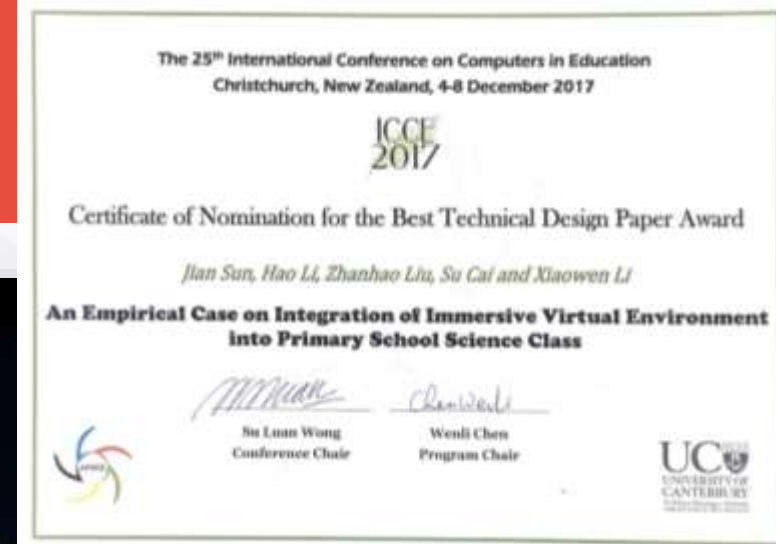 The 25th International Conference on Computers in Education
Christchurch, New Zealand, 4-8 December 2017
ICCE
2017
Certificate of Nomination for the Best Technical Design Paper Award
Jian Sun, Hao Li, Zhanhao Liu, Su Cai and Xiaowen Li
An Empirical Case on Integration of Immersive Virtual Environment
into Primary School Science Class
Su Luan Wong
Conference Chair
Wenli Chen
Program Chair
UC
UNIVERSITY OF
CANTERBURY